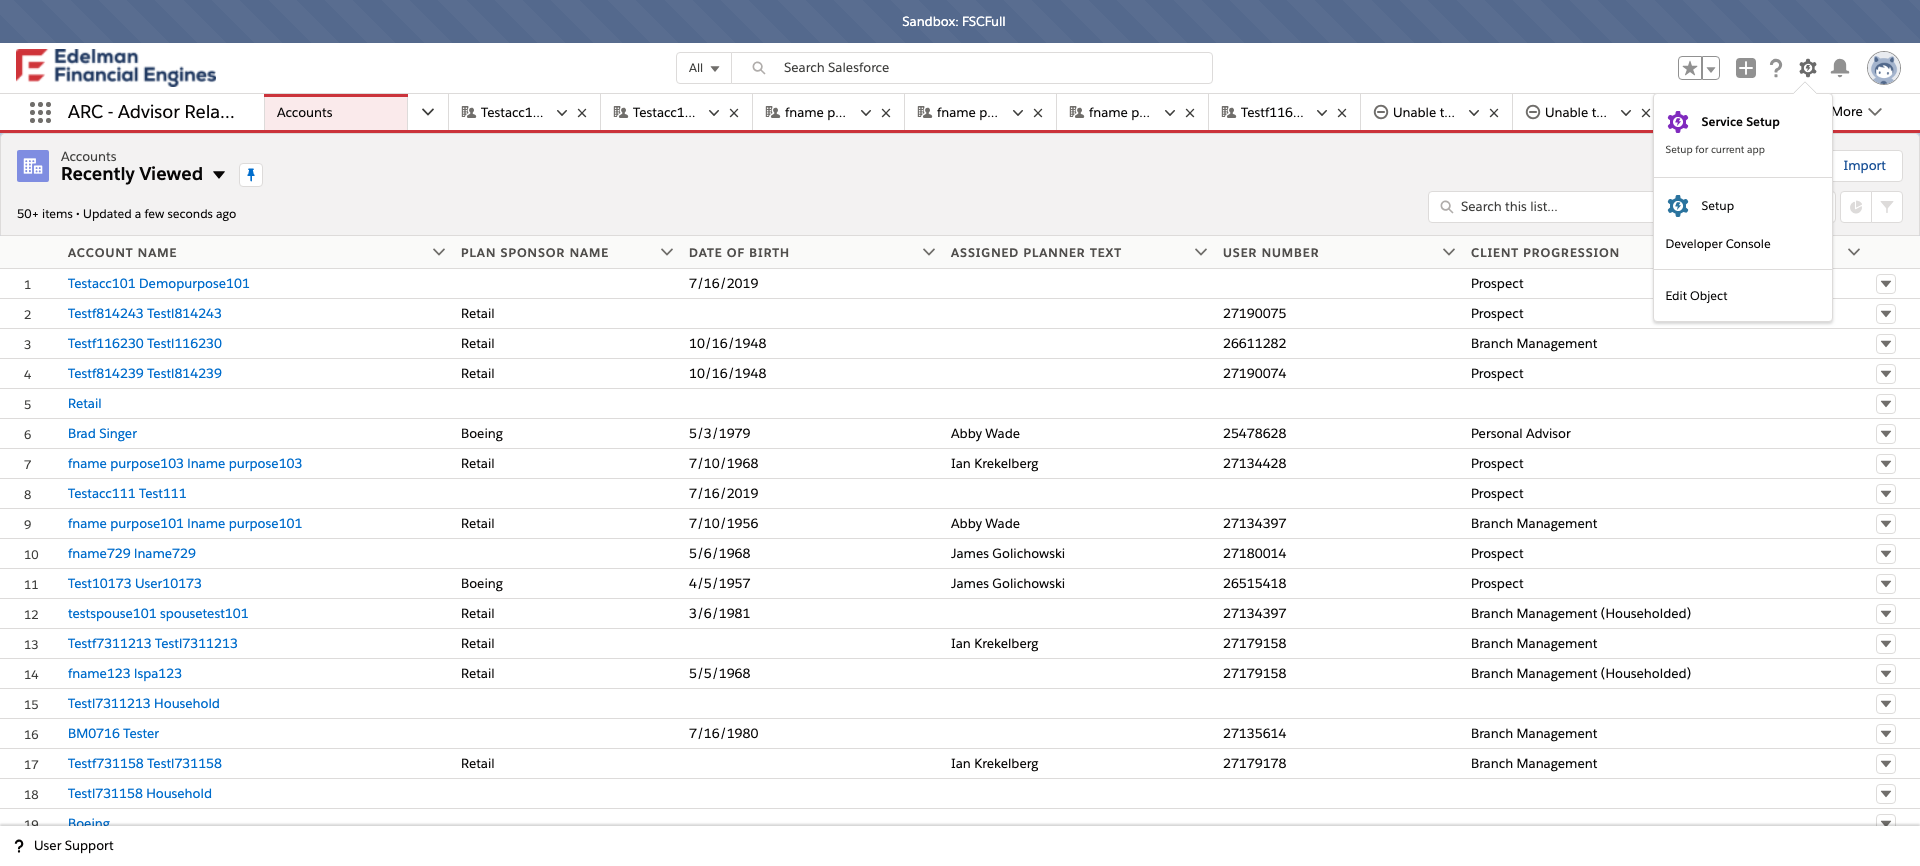 Sandbox: FSCFull
Edelman
Financial Engines
All
Search Salesforce
ARC - Advisor Rela...
Accounts
Testacc1...
Testacc1...
fname p...
fname p...
fname p...
Testf116...
Unable t...
Unable t...
More
Service Setup
Setup for current app
Setup
Developer Console
Edit Object
Accounts
Recently Viewed
Import
50+ items • Updated a few seconds ago
Search this list...
ACCOUNT NAME PLAN SPONSOR NAME DATE OF BIRTH ASSIGNED PLANNER TEXT USER NUMBER CLIENT PROGRESSION
1 Testacc101 Demopurpose101 7/16/2019 Prospect
2 Testf814243 Testl814243 Retail 27190075 Prospect
3 Testf116230 Testl116230 Retail 10/16/1948 26611282 Branch Management
4 Testf814239 Testl814239 Retail 10/16/1948 27190074 Prospect
5 Retail
6 Brad Singer Boeing 5/3/1979 Abby Wade 25478628 Personal Advisor
7 fname purpose103 lname purpose103 Retail 7/10/1968 Ian Krekelberg 27134428 Prospect
8 Testacc111 Test111 7/16/2019 Prospect
9 fname purpose101 lname purpose101 Retail 7/10/1956 Abby Wade 27134397 Branch Management
10 fname729 lname729 5/6/1968 James Golichowski 27180014 Prospect
11 Test10173 User10173 Boeing 4/5/1957 James Golichowski 26515418 Prospect
12 testspouse101 spousetest101 Retail 3/6/1981 27134397 Branch Management (Householded)
13 Testf7311213 Testl7311213 Retail Ian Krekelberg 27179158 Branch Management
14 fname123 lspa123 Retail 5/5/1968 27179158 Branch Management (Householded)
15 Testl7311213 Household
16 BM0716 Tester 7/16/1980 27135614 Branch Management
17 Testf731158 Testl731158 Retail Ian Krekelberg 27179178 Branch Management
18 Testl731158 Household
19 Boeing
? User Support